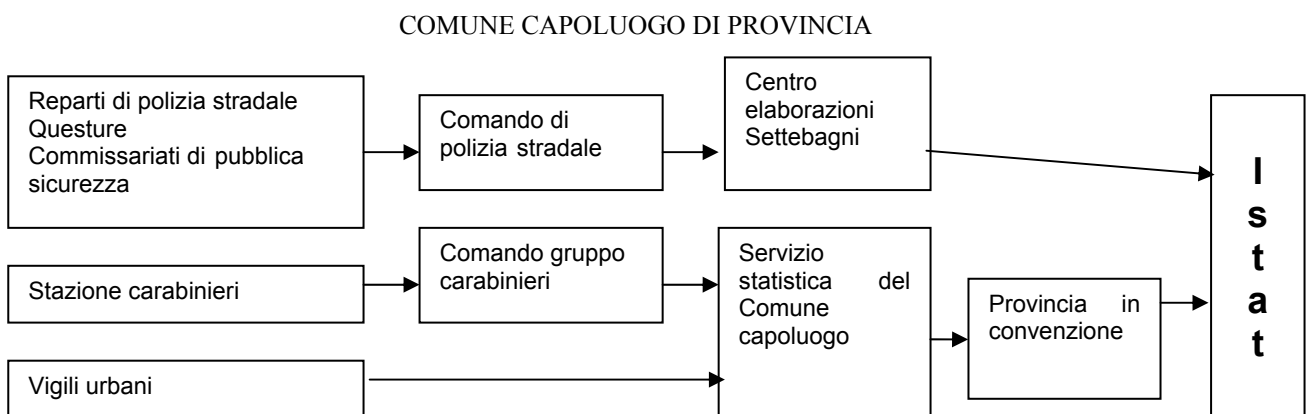 COMUNE CAPOLUOGO DI PROVINCIA
Reparti di polizia stradale
Questure
Commissariati di pubblica
sicurezza
Comando di
polizia stradale
Centro
elaborazioni
Settebagni
Stazione carabinieri
Comando gruppo
carabinieri
Servizio
statistica del
Comune
capoluogo
Provincia in
convenzione
Vigili urbani
I
s
t
a
t